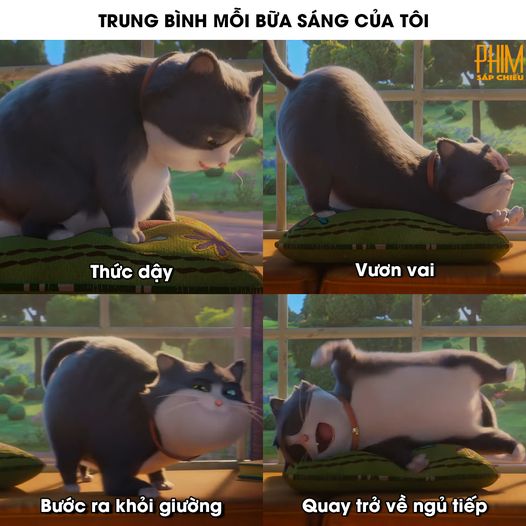 TRUNG BÌNH MỖI BỮA SÁNG CỦA TÔI
PHIM
SẮP CHIẾU
Thức dậy
Vươn vai
Bước ra khỏi giường
Quay trở về ngủ tiếp